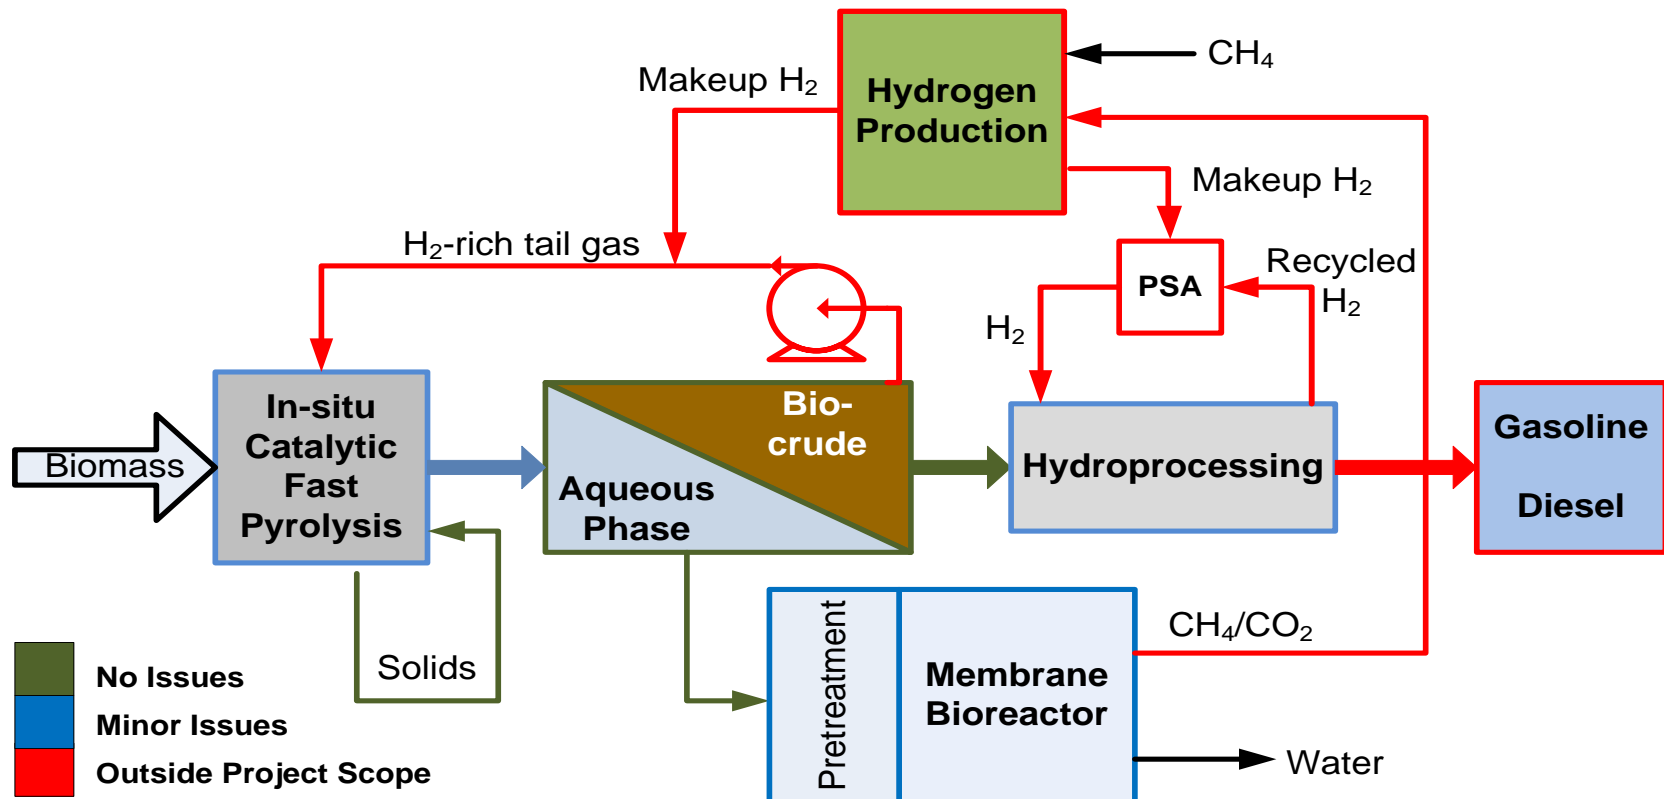 CH₄
Makeup H₂
Hydrogen
Production
Makeup H₂
H₂-rich tail gas
Recycled
H₂
PSA
H₂
In-situ
Catalytic
Fast
Pyrolysis
Bio-
crude
Gasoline
Diesel
Biomass
Hydroprocessing
Aqueous
Phase
Solids
Pretreatment
Membrane
Bioreactor
CH₄/CO₂
Water
No Issues
Minor Issues
Outside Project Scope